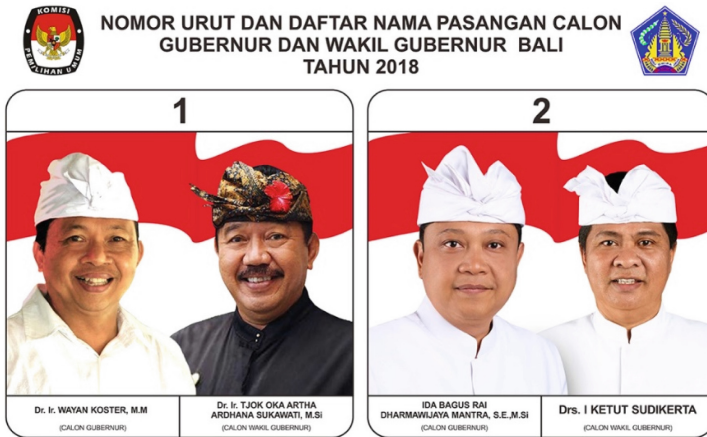 KOMISI
PEMILIHAN UMUM
NOMOR URUT DAN DAFTAR NAMA PASANGAN CALON
GUBERNUR DAN WAKIL GUBERNUR BALI
TAHUN 2018
1
2
Dr. Ir. WAYAN KOSTER, M.M
(CALON GUBERNUR)
Dr. Ir. TJOK OKA ARTHA
ARDHANA SUKAWATI, M.Si
(CALON WAKIL GUBERNUR)
IDA BAGUS RAI
DHARMAWIJAYA MANTRA, S.E.,M.Si
(CALON GUBERNUR)
Drs. I KETUT SUDIKERTA
(CALON WAKIL GUBERNUR)